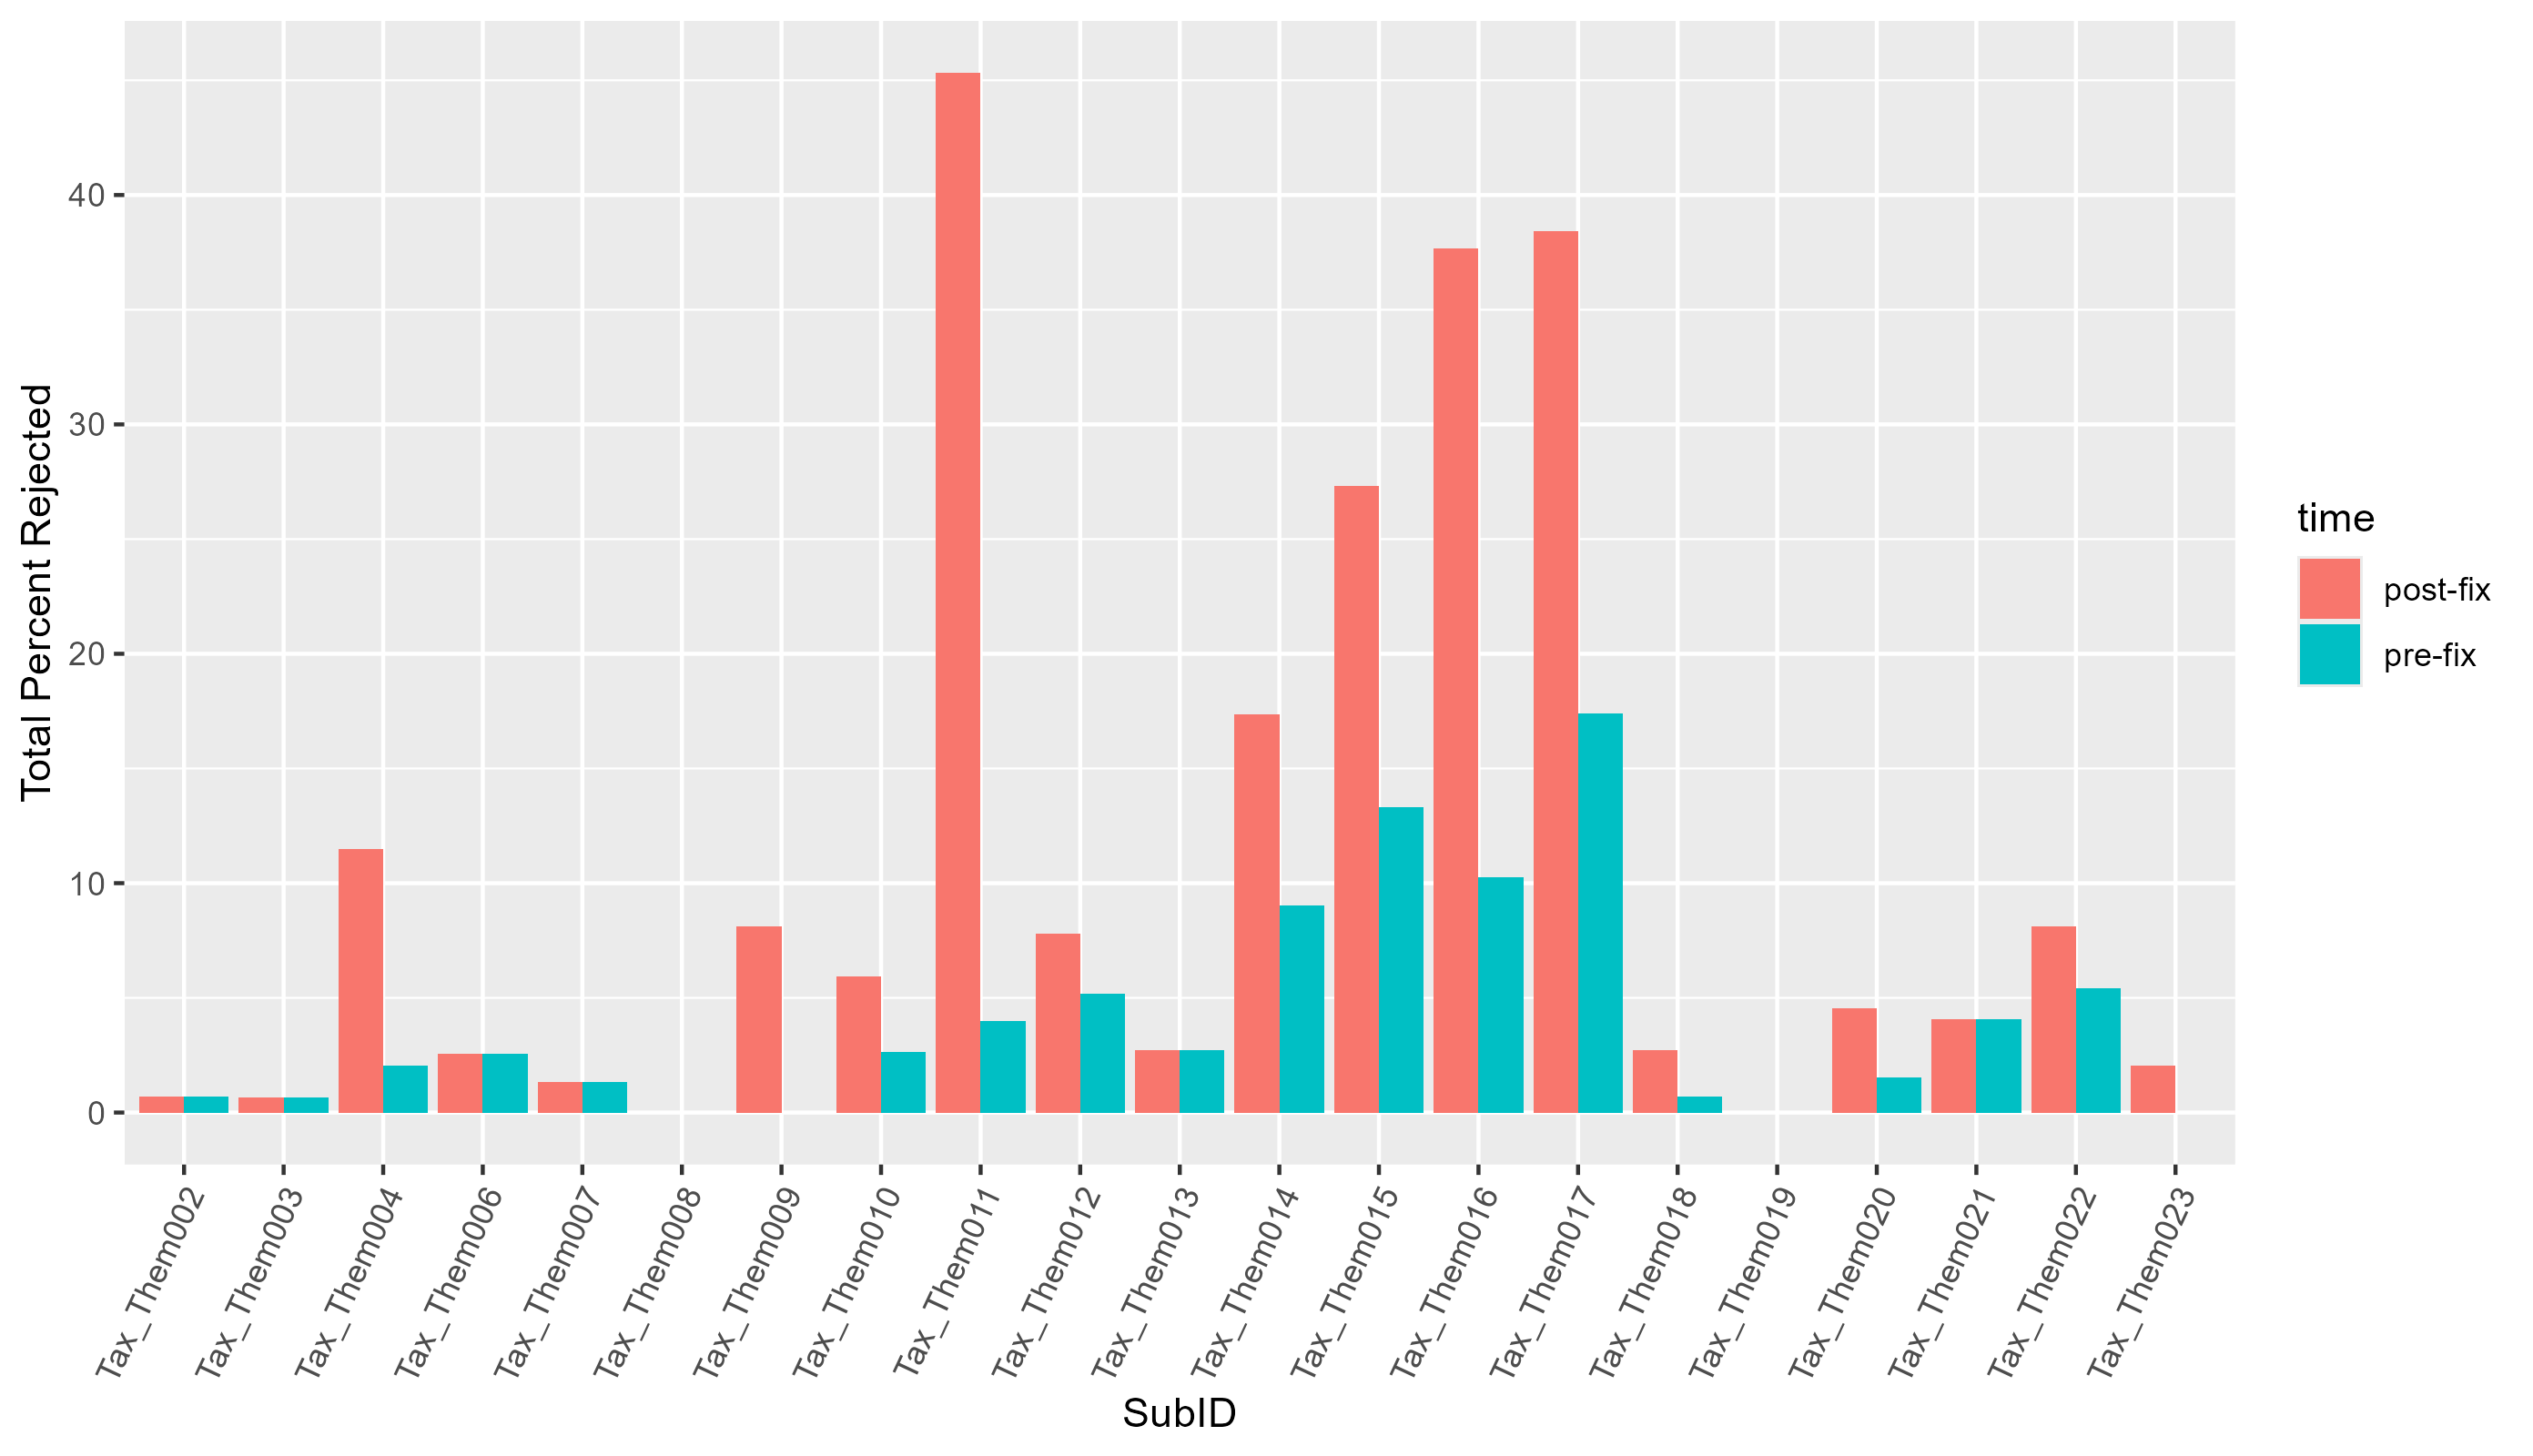 Total Percent Rejected
40
30
20
10
0
Tax_Them002
Tax_Them003
Tax_Them004
Tax_Them006
Tax_Them007
Tax_Them008
Tax_Them009
Tax_Them010
Tax_Them011
Tax_Them012
Tax_Them013
Tax_Them014
Tax_Them015
Tax_Them016
Tax_Them017
Tax_Them018
Tax_Them019
Tax_Them020
Tax_Them021
Tax_Them022
Tax_Them023
SubID
time
post-fix
pre-fix